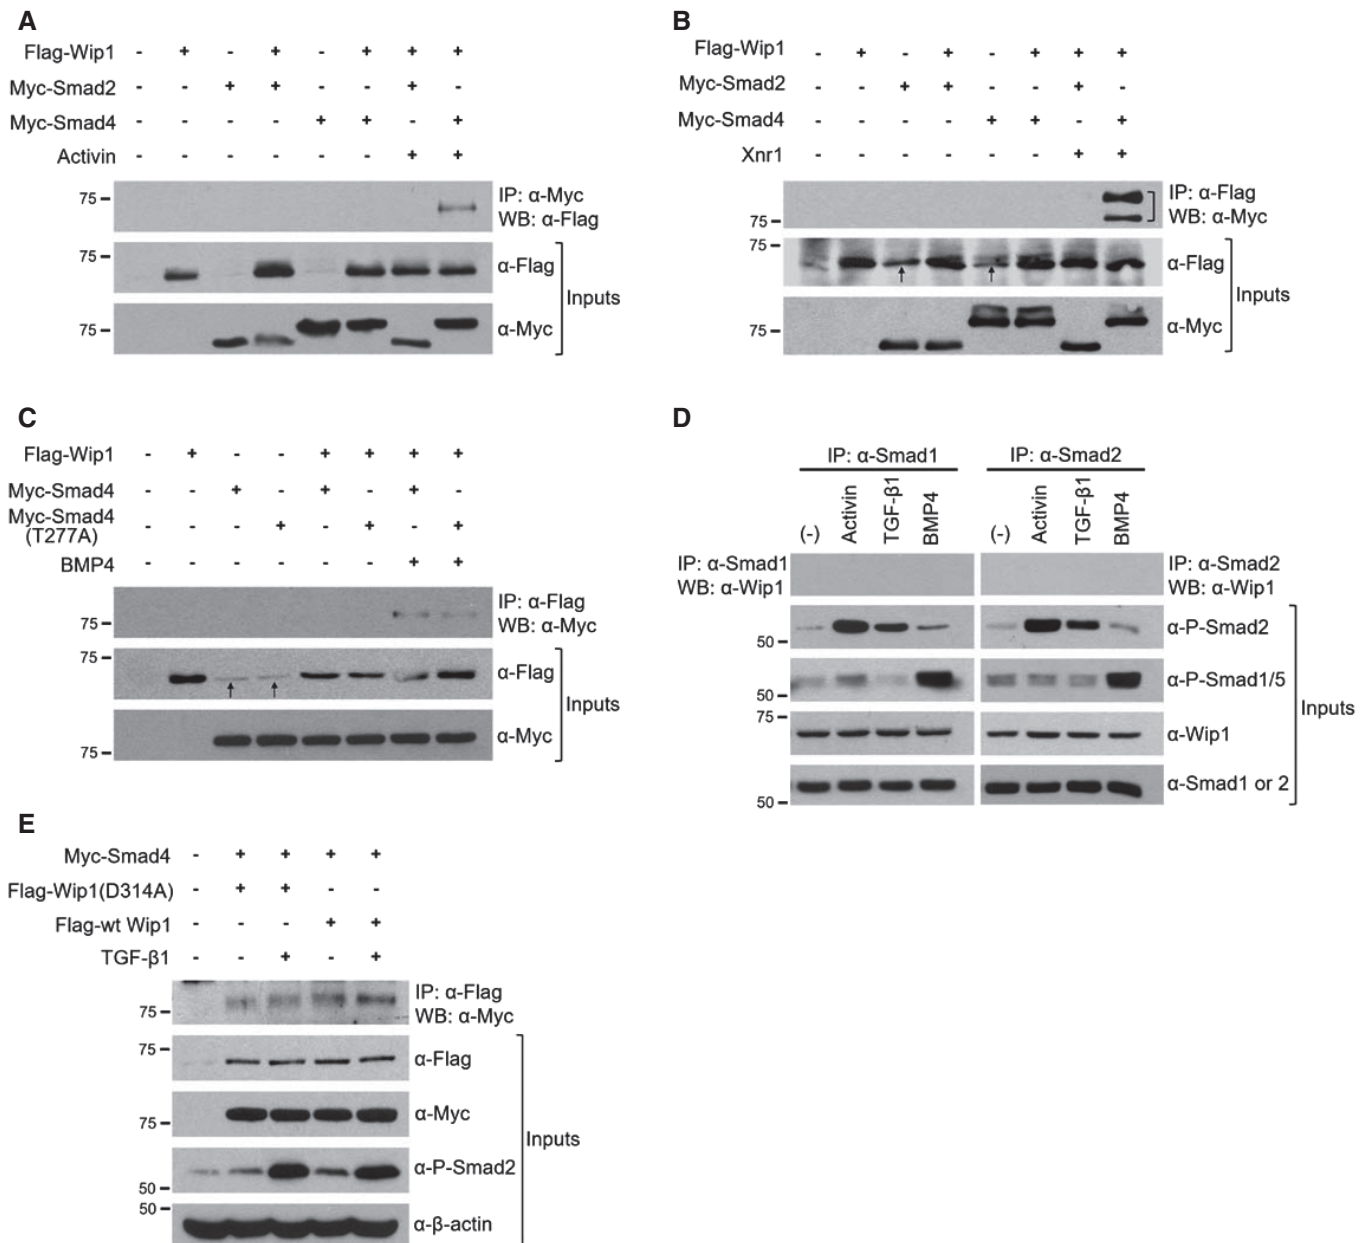 A
Flag-Wip1 - + - + - + + +
Myc-Smad2 - - + + - - + -
Myc-Smad4 - - - - + + - +
Activin - - - - - - + +
75
IP: α-Myc
WB: α-Flag
75
α-Flag
75
α-Myc
Inputs
B
Flag-Wip1 - + - + - + + +
Myc-Smad2 - - + + - - + -
Myc-Smad4 - - - - + + - +
Xnr1 - - - - - - + +
75
IP: α-Flag
WB: α-Myc
75
α-Flag
75
α-Myc
Inputs
C
Flag-Wip1 - + - - + + + +
Myc-Smad4 - - + - + - + -
Myc-Smad4
(T277A) - - - + - + - +
BMP4 - - - - - - + +
75
IP: α-Flag
WB: α-Myc
75
α-Flag
75
α-Myc
Inputs
D
IP: α-Smad1 IP: α-Smad2
(-) Activin TGF-β1 BMP4 (-) Activin TGF-β1 BMP4
IP: α-Smad1
WB: α-Wip1
IP: α-Smad2
WB: α-Wip1
50
α-P-Smad2
50
α-P-Smad1/5
75
α-Wip1
50
α-Smad1 or 2
Inputs
E
Myc-Smad4 - + + + +
Flag-Wip1(D314A) - + + - -
Flag-wt Wip1 - - - + +
TGF-β1 - - + - +
75
IP: α-Flag
WB: α-Myc
75
α-Flag
75
α-Myc
50
α-P-Smad2
50
α-β-actin
Inputs